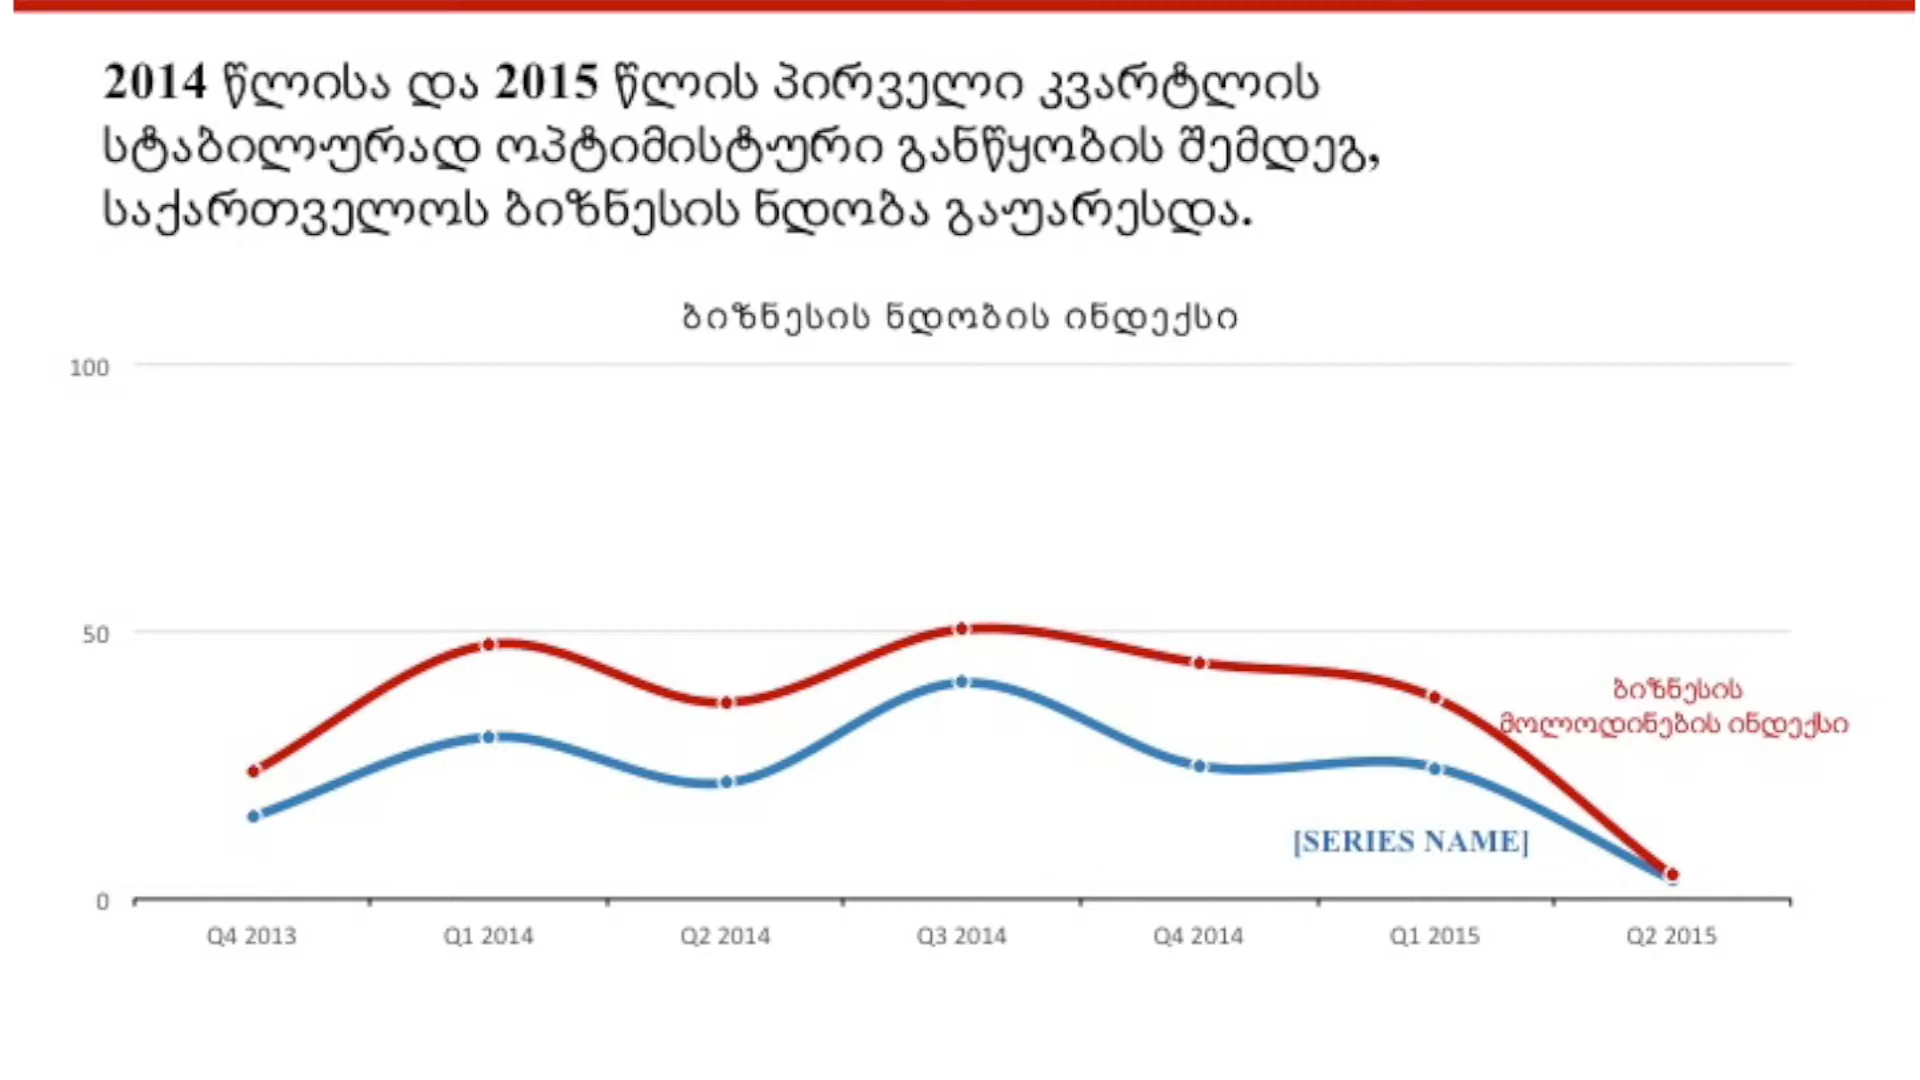 2014 წლისა და 2015 წლის პირველი კვარტლის
სტაბილურად ოპტიმისტური განწყობის შემდეგ,
საქართველოს ბიზნესის ნდობა გაუარესდა.
ბიზნესის ნდობის ინდექსი
100
50
0
ბიზნესის
მოლოდინების ინდექსი
[SERIES NAME]
Q4 2013 Q1 2014 Q2 2014 Q3 2014 Q4 2014 Q1 2015 Q2 2015